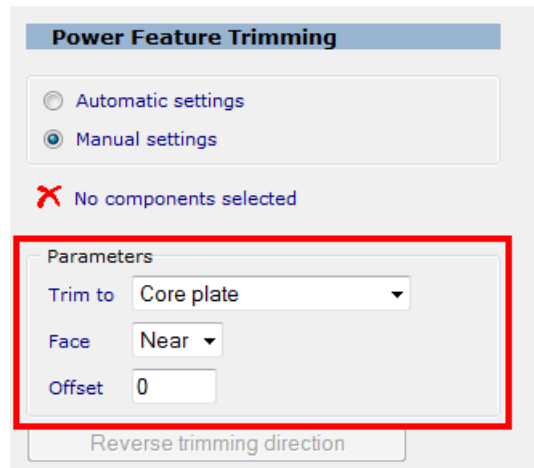 Power Feature Trimming
Automatic settings
Manual settings
No components selected
Parameters
Trim to Core plate
Face Near
Offset 0
Reverse trimming direction